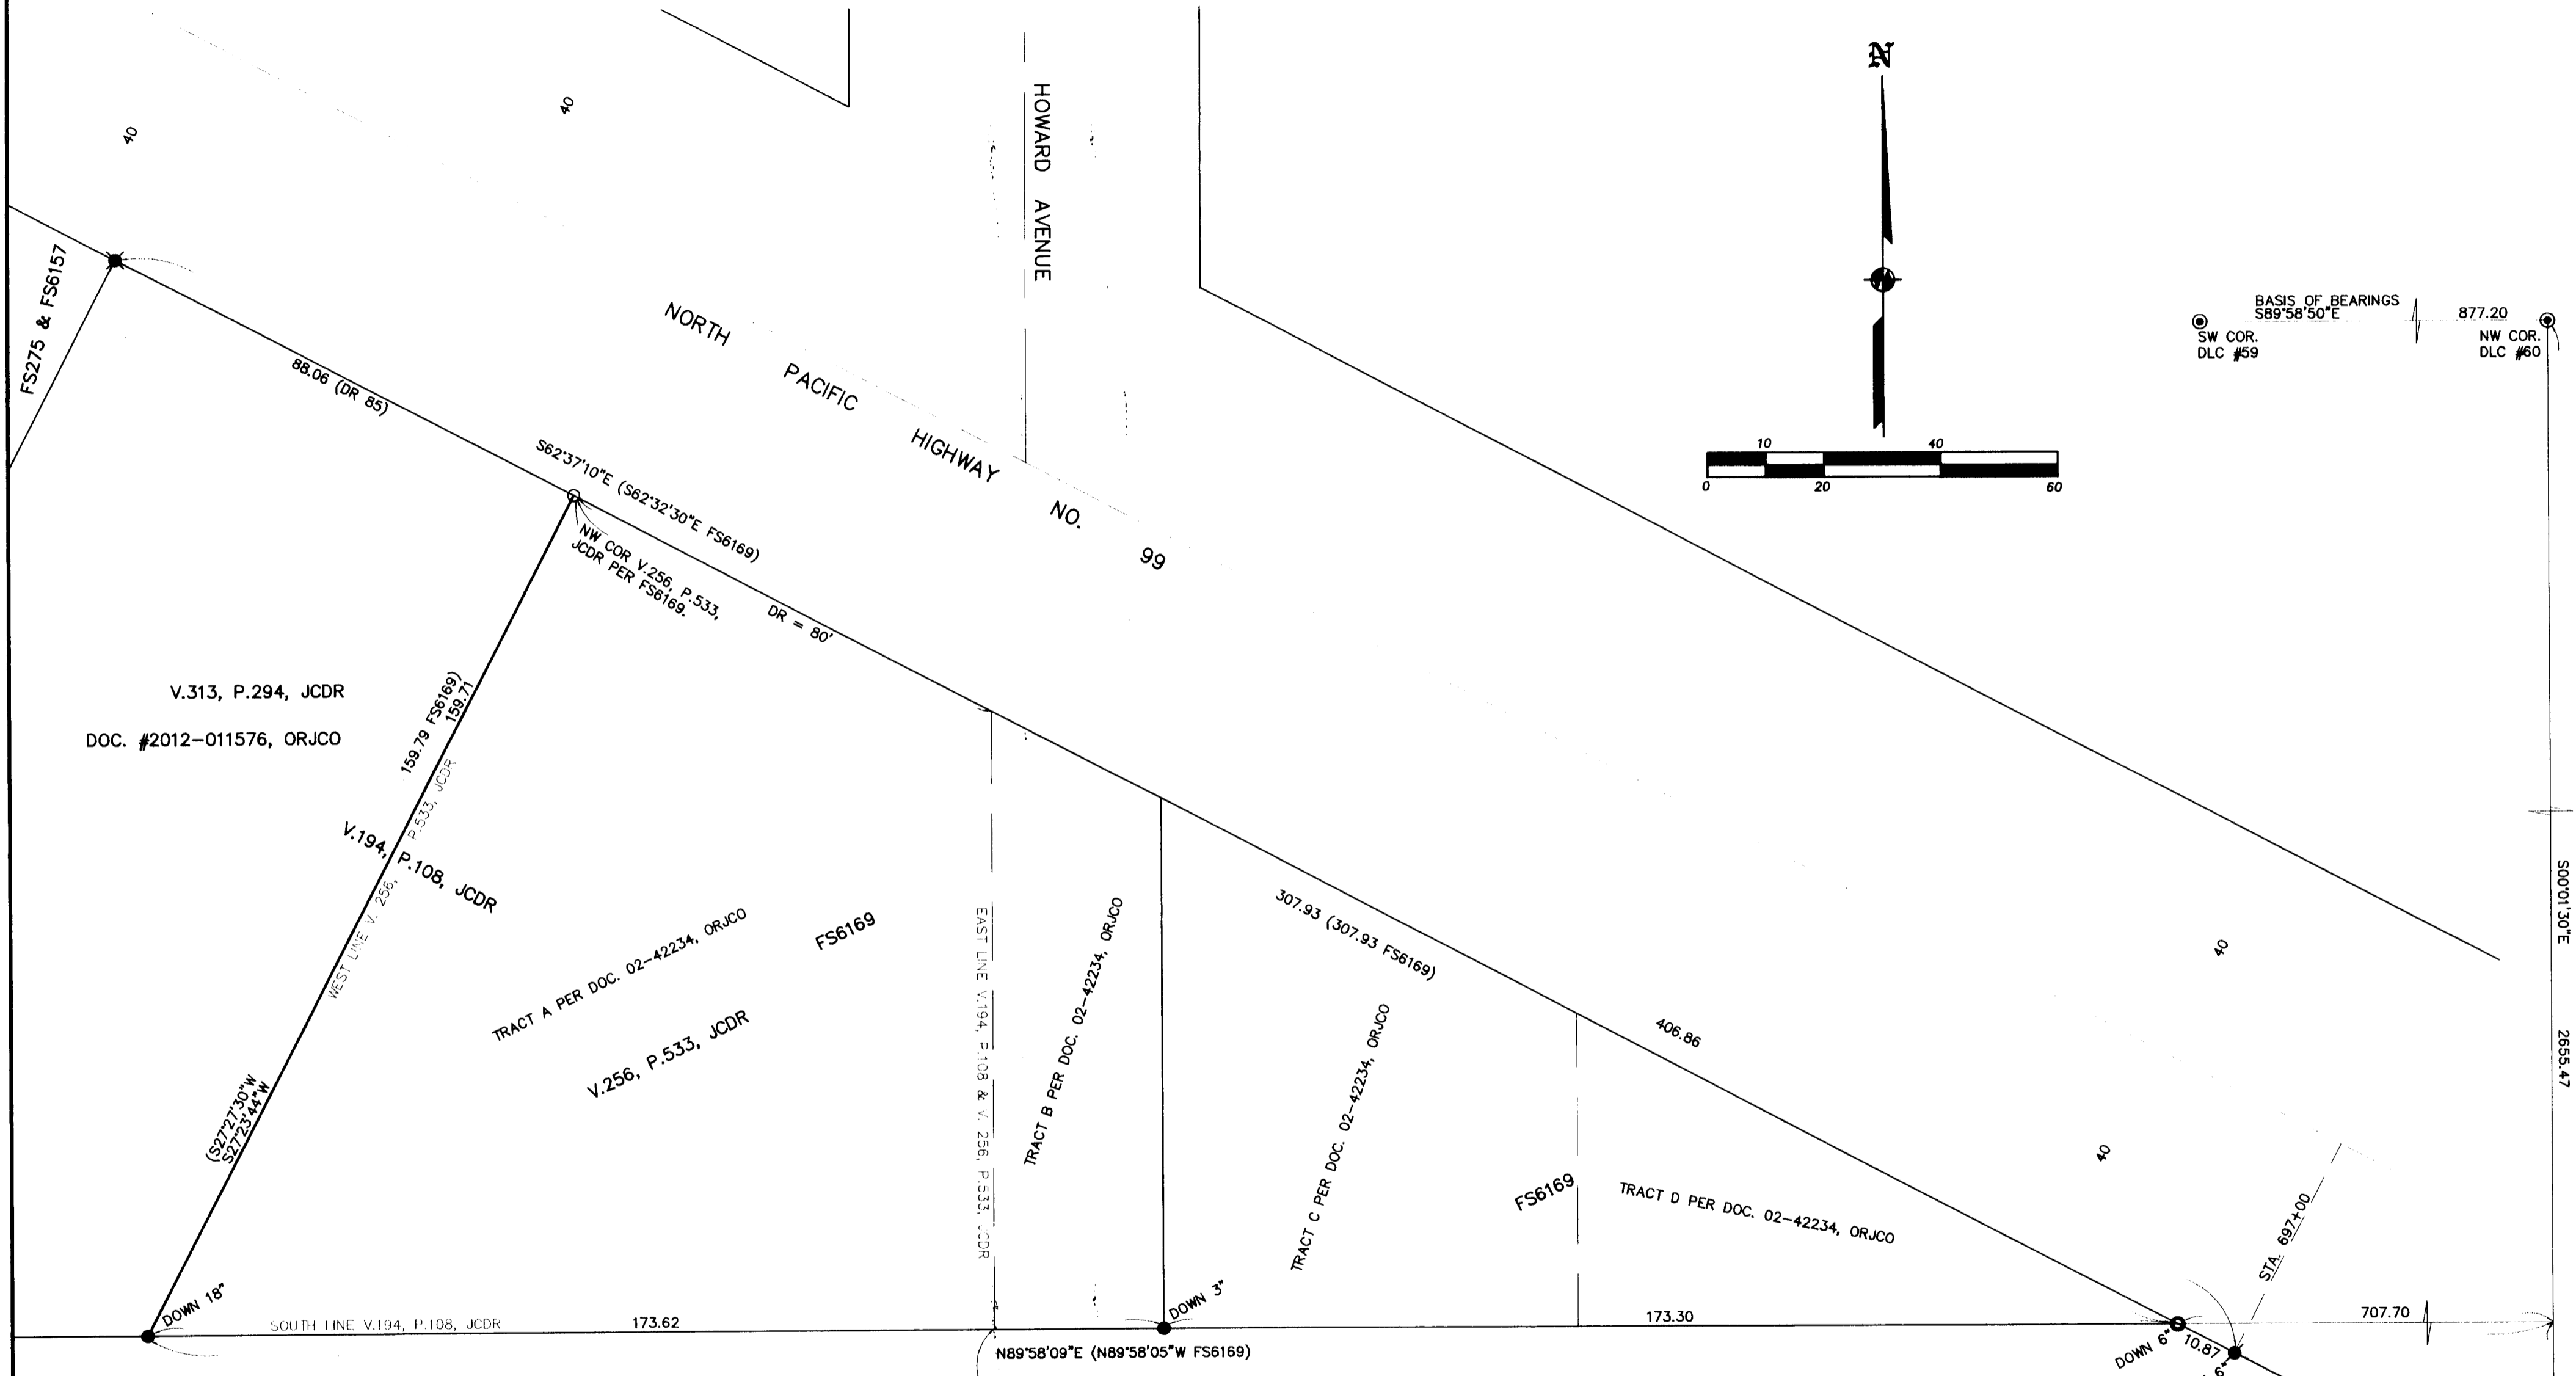 40
40
HOWARD AVENUE
N
FS275 & FS6157
NORTH PACIFIC HIGHWAY NO. 99
BASIS OF BEARINGS
S89°58'50"E
877.20
SW COR.
DLC #59
NW COR.
DLC #60
88.06 (DR 85)
10 40
0 20 60
S62°37'10"E (S62°32'30"E FS6169)
NW COR V.256, P.533,
JCDR PER FS6169.
DR = 80'
V.313, P.294, JCDR
DOC. #2012-011576, ORJCO
159.79 FS6169)
159.71
WEST LINE V. 256, P.533, JCDR
V.194, P.108, JCDR
(S27°27'30"W
S27°23'44"W
TRACT A PER DOC. 02-42234, ORJCO
FS6169
V.256, P.533, JCDR
EAST LINE V.194, P.108 & V. 256, P.533, JCDR
TRACT B PER DOC. 02-42234, ORJCO
307.93 (307.93 FS6169)
TRACT C PER DOC. 02-42234, ORJCO
406.86
FS6169
TRACT D PER DOC. 02-42234, ORJCO
40
40
S00°01'30"E
2655.47
STA. 697+00
DOWN 18"
SOUTH LINE V.194, P.108, JCDR
173.62
DOWN 3"
173.30
707.70
N89°58'09"E (N89°58'05"W FS6169)
DOWN 6"
10.87
6"